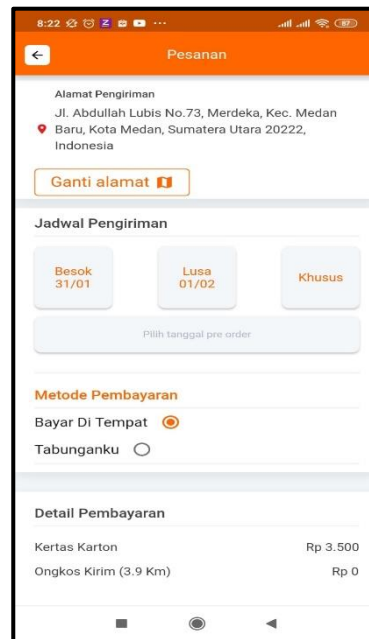 8:22 Z ...
87
Pesanan
Alamat Pengiriman
Jl. Abdullah Lubis No.73, Merdeka, Kec. Medan
Baru, Kota Medan, Sumatera Utara 20222,
Indonesia
Ganti alamat
Jadwal Pengiriman
Besok
31/01
Lusa
01/02
Khusus
Pilih tanggal pre order
Metode Pembayaran
Bayar Di Tempat
Tabunganku
Detail Pembayaran
Kertas Karton Rp 3.500
Ongkos Kirim (3.9 Km) Rp 0